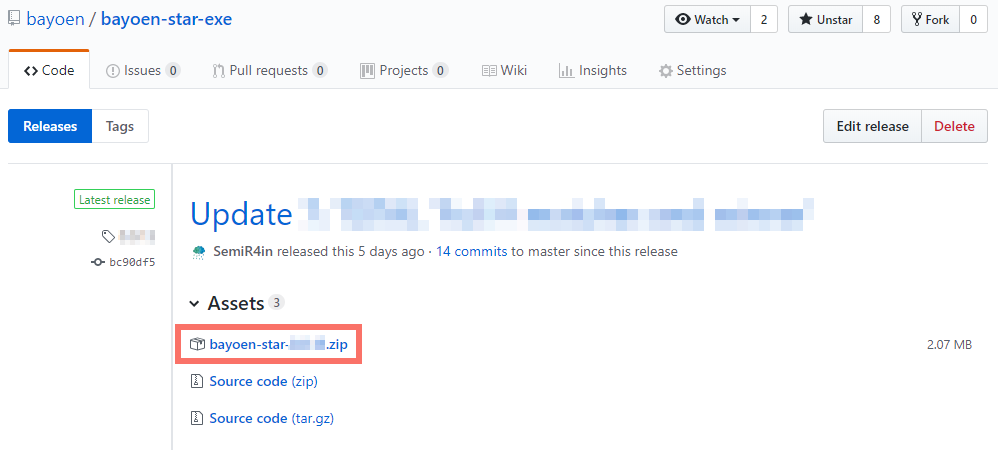 bayoen / bayoen-star-exe Watch 2 Unstar 8 Fork 0
Code Issues 0 Pull requests 0 Projects 0 Wiki Insights Settings
Releases Tags Edit release Delete
Latest release
Update
SemiR4in released this 5 days ago · 14 commits to master since this release
bc90df5
Assets 3
bayoen-star- .zip 2.07 MB
Source code (zip)
Source code (tar.gz)